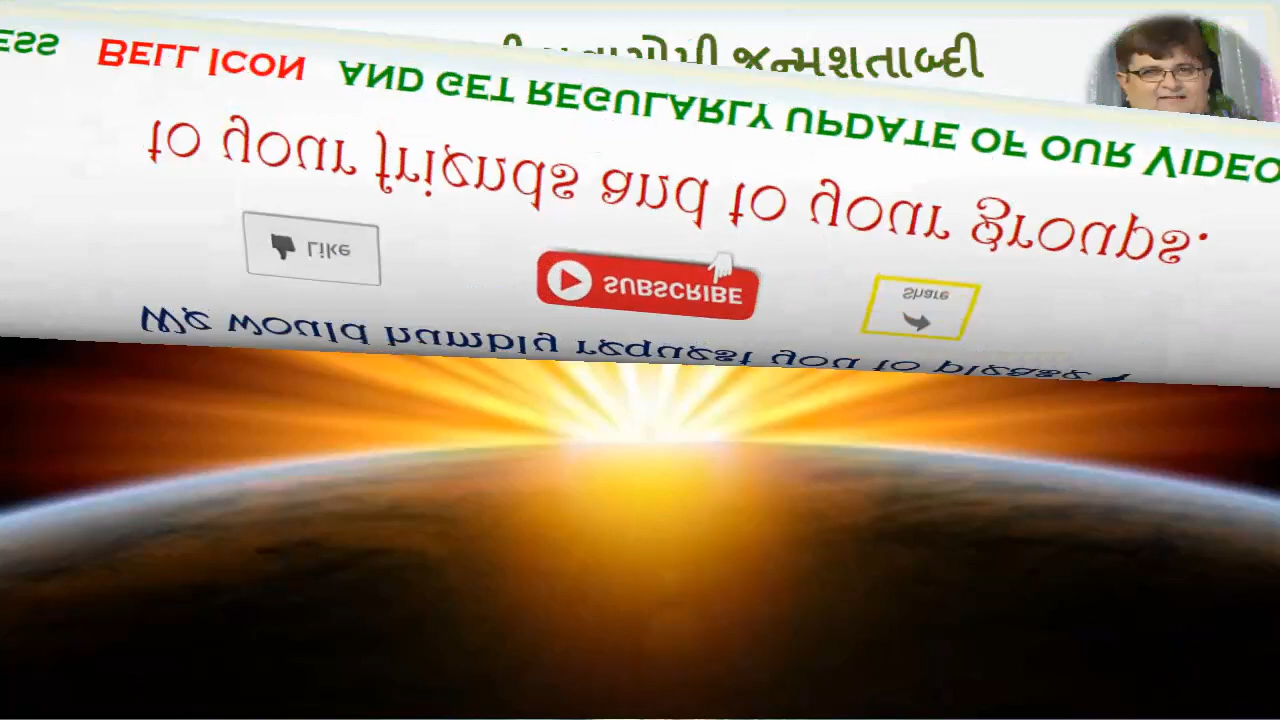 જન્મશતાબ્દી
ESS BELL ICON AND GET REGULARLY UPDATE OF OUR VIDEO
to your friends and to your groups.
Like
SUBSCRIBE
Share
We would humbly request you to please